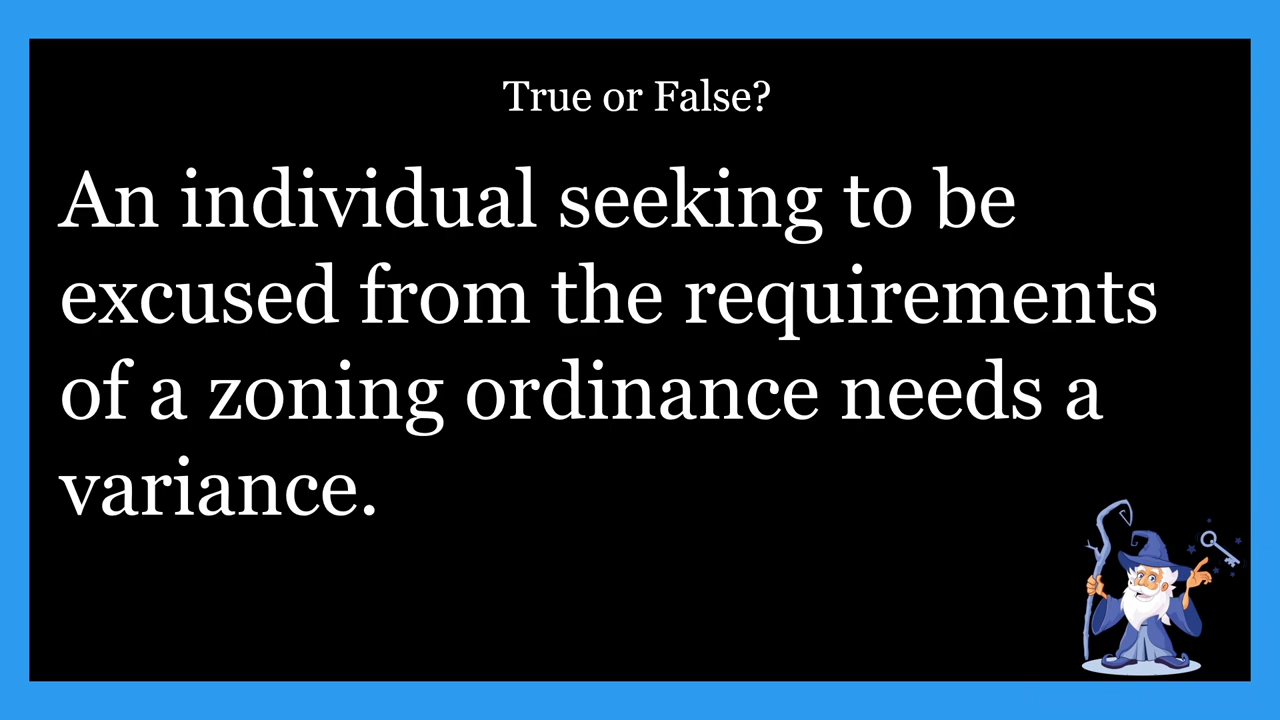 True or False?
An individual seeking to be
excused from the requirements
of a zoning ordinance needs a
variance.